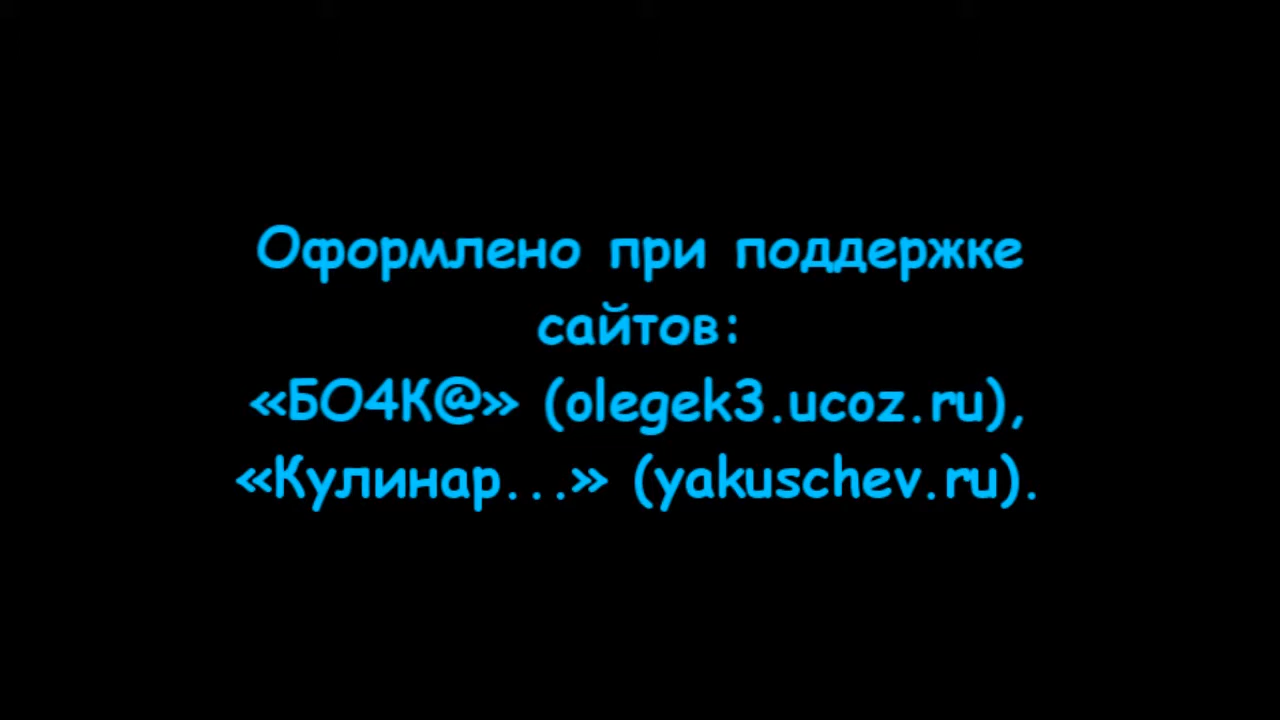 Оформлено при поддержке
сайтов:
«БО4К@» (olegek3.ucoz.ru),
«Кулинар...» (yakuschev.ru).